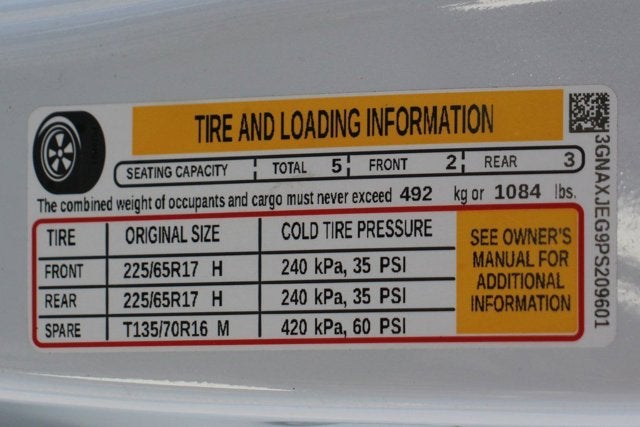 TIRE AND LOADING INFORMATION
SEATING CAPACITY TOTAL 5 FRONT 2 REAR 3
The combined weight of occupants and cargo must never exceed 492 kg or 1084 lbs.
TIRE ORIGINAL SIZE COLD TIRE PRESSURE
FRONT 225/65R17 H 240 kPa, 35 PSI
REAR 225/65R17 H 240 kPa, 35 PSI
SPARE T135/70R16 M 420 kPa, 60 PSI
SEE OWNER'S
MANUAL FOR
ADDITIONAL
INFORMATION
3GNAXJEG9PS209601